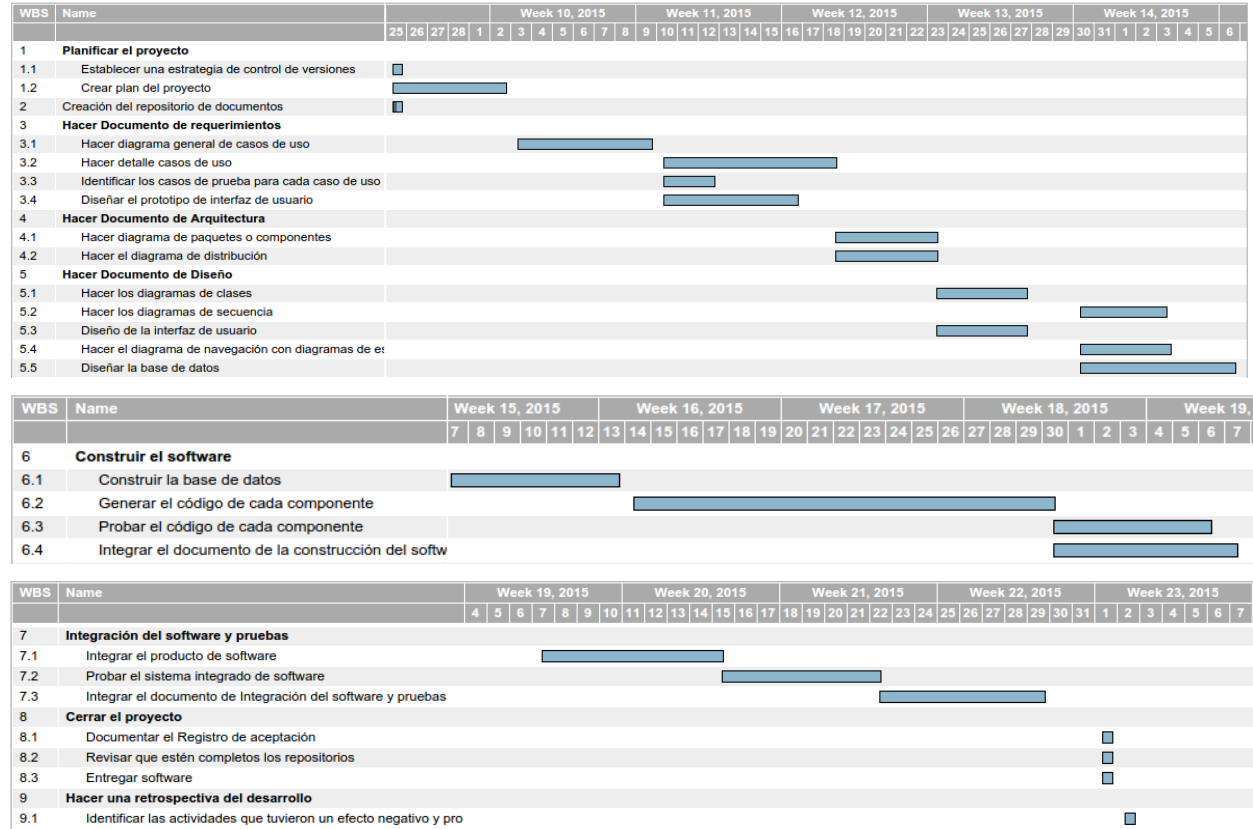 WBS Name Week 10, 2015 Week 11, 2015 Week 12, 2015 Week 13, 2015 Week 14, 2015
25 26 27 28 1 2 3 4 5 6 7 8 9 10 11 12 13 14 15 16 17 18 19 20 21 22 23 24 25 26 27 28 29 30 31 1 2 3 4 5 6
1 Planificar el proyecto
1.1 Establecer una estrategia de control de versiones
1.2 Crear plan del proyecto
2 Creación del repositorio de documentos
3 Hacer Documento de requerimientos
3.1 Hacer diagrama general de casos de uso
3.2 Hacer detalle casos de uso
3.3 Identificar los casos de prueba para cada caso de uso
3.4 Diseñar el prototipo de interfaz de usuario
4 Hacer Documento de Arquitectura
4.1 Hacer diagrama de paquetes o componentes
4.2 Hacer el diagrama de distribución
5 Hacer Documento de Diseño
5.1 Hacer los diagramas de clases
5.2 Hacer los diagramas de secuencia
5.3 Diseño de la interfaz de usuario
5.4 Hacer el diagrama de navegación con diagramas de es
5.5 Diseñar la base de datos
WBS Name Week 15, 2015 Week 16, 2015 Week 17, 2015 Week 18, 2015 Week 19,
7 8 9 10 11 12 13 14 15 16 17 18 19 20 21 22 23 24 25 26 27 28 29 30 1 2 3 4 5 6 7
6 Construir el software
6.1 Construir la base de datos
6.2 Generar el código de cada componente
6.3 Probar el código de cada componente
6.4 Integrar el documento de la construcción del softw
WBS Name Week 19, 2015 Week 20, 2015 Week 21, 2015 Week 22, 2015 Week 23, 2015
4 5 6 7 8 9 10 11 12 13 14 15 16 17 18 19 20 21 22 23 24 25 26 27 28 29 30 31 1 2 3 4 5 6 7
7 Integración del software y pruebas
7.1 Integrar el producto de software
7.2 Probar el sistema integrado de software
7.3 Integrar el documento de Integración del software y pruebas
8 Cerrar el proyecto
8.1 Documentar el Registro de aceptación
8.2 Revisar que estén completos los repositorios
8.3 Entregar software
9 Hacer una retrospectiva del desarrollo
9.1 Identificar las actividades que tuvieron un efecto negativo y pro